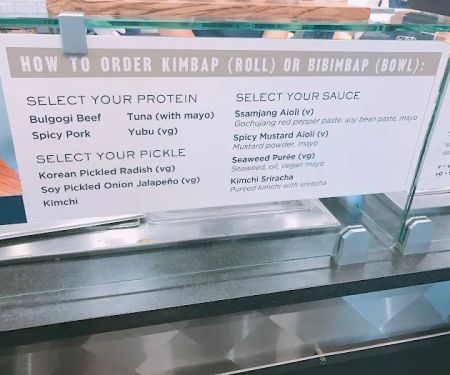 HOW TO ORDER KIMBAP (ROLL) OR BIBIMBAP (BOWL):
SELECT YOUR PROTEIN
Bulgogi Beef Tuna (with mayo)
Spicy Pork Yubu (vg)
SELECT YOUR PICKLE
Korean Pickled Radish (vg)
Soy Pickled Onion Jalapeño (vg)
Kimchi
SELECT YOUR SAUCE
Ssamjang Aioli (v)
Gochujang red pepper paste, soy bean paste, mayo
Spicy Mustard Aioli (v)
Mustard powder, mayo
Seaweed Purée (vg)
Seaweed, oil, vegan mayo
Kimchi Sriracha
Pureed kimchi with sriracha